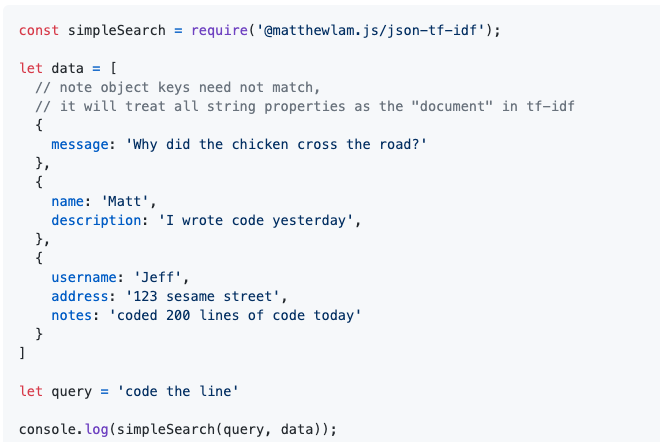 const simpleSearch = require('@matthewlam.js/json-tf-idf');
let data = [
  // note object keys need not match,
  // it will treat all string properties as the "document" in tf-idf
  {
    message: 'Why did the chicken cross the road?'
  },
  {
    name: 'Matt',
    description: 'I wrote code yesterday',
  },
  {
    username: 'Jeff',
    address: '123 sesame street',
    notes: 'coded 200 lines of code today'
  }
]
let query = 'code the line'
console.log(simpleSearch(query, data));